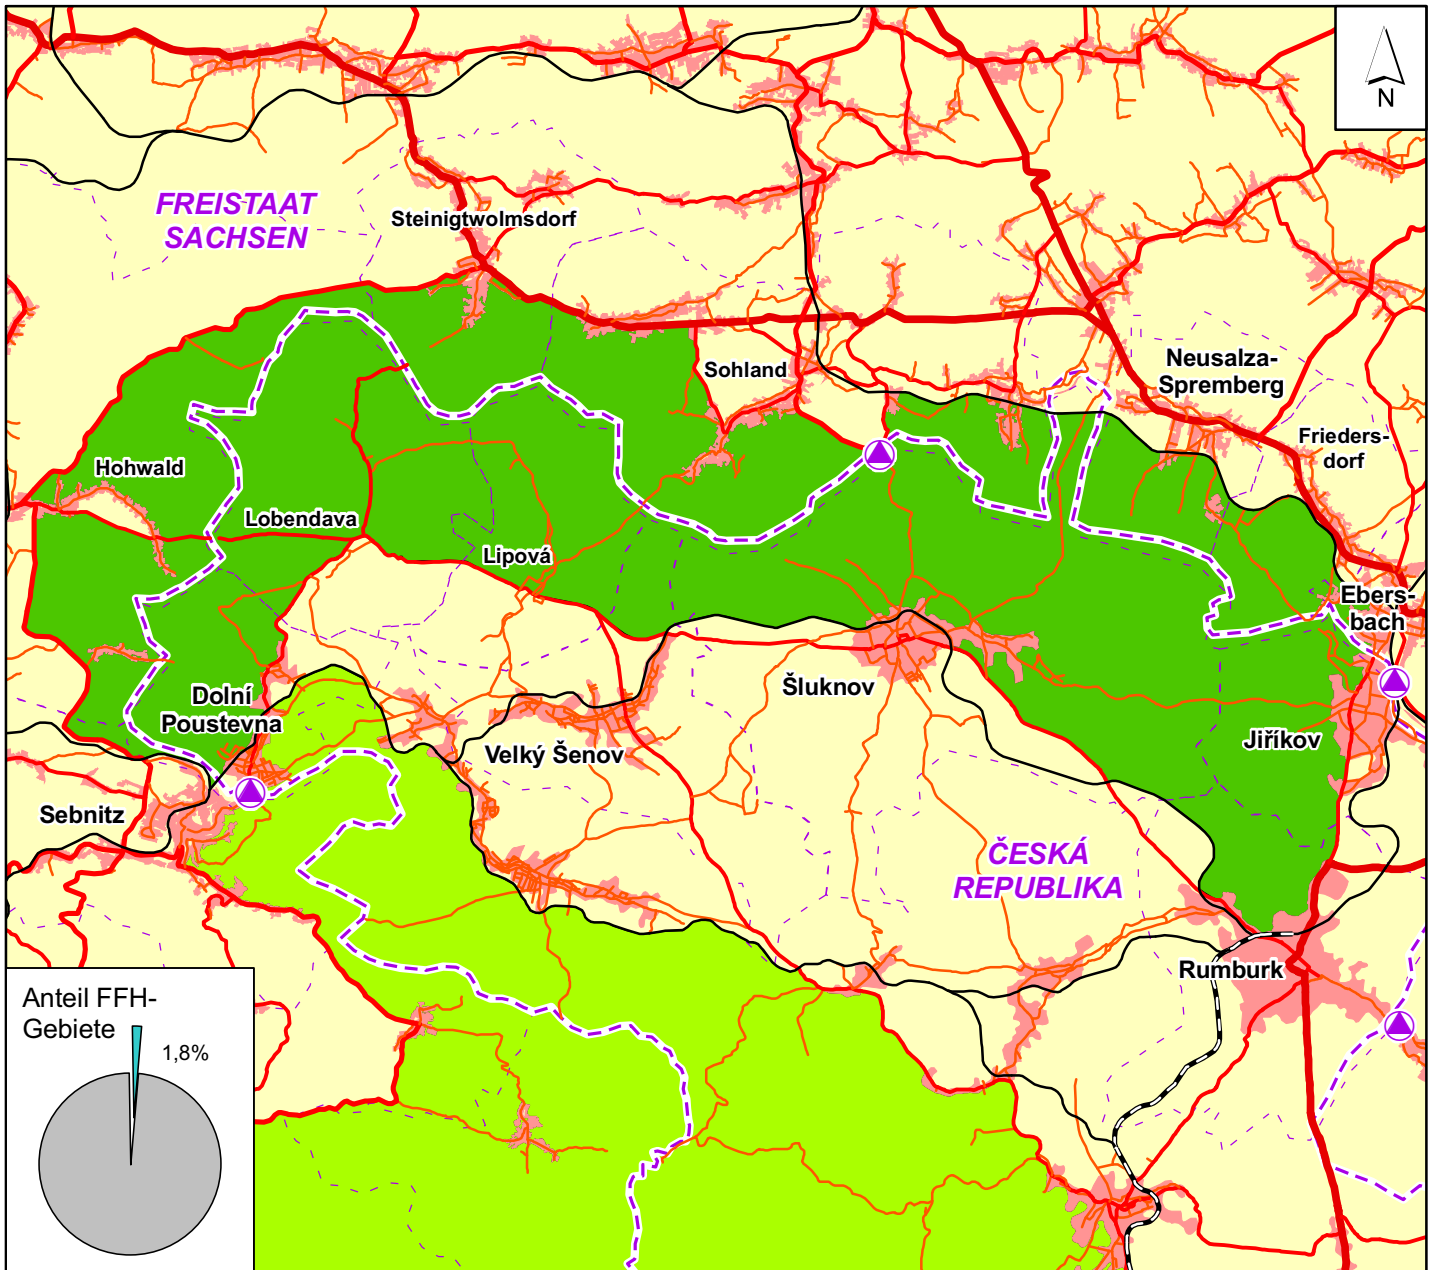 N
FREISTAAT
SACHSEN
Steinigtwolmsdorf
Sohland
Neusalza-
Spremberg
Frieders-
dorf
Hohwald
Lobendava
Lipová
Ebers-
bach
Dolní
Poustevna
Šluknov
Velký Šenov
Jiříkov
Sebnitz
ČESKÁ
REPUBLIKA
Rumburk
Anteil FFH-
Gebiete
1,8%